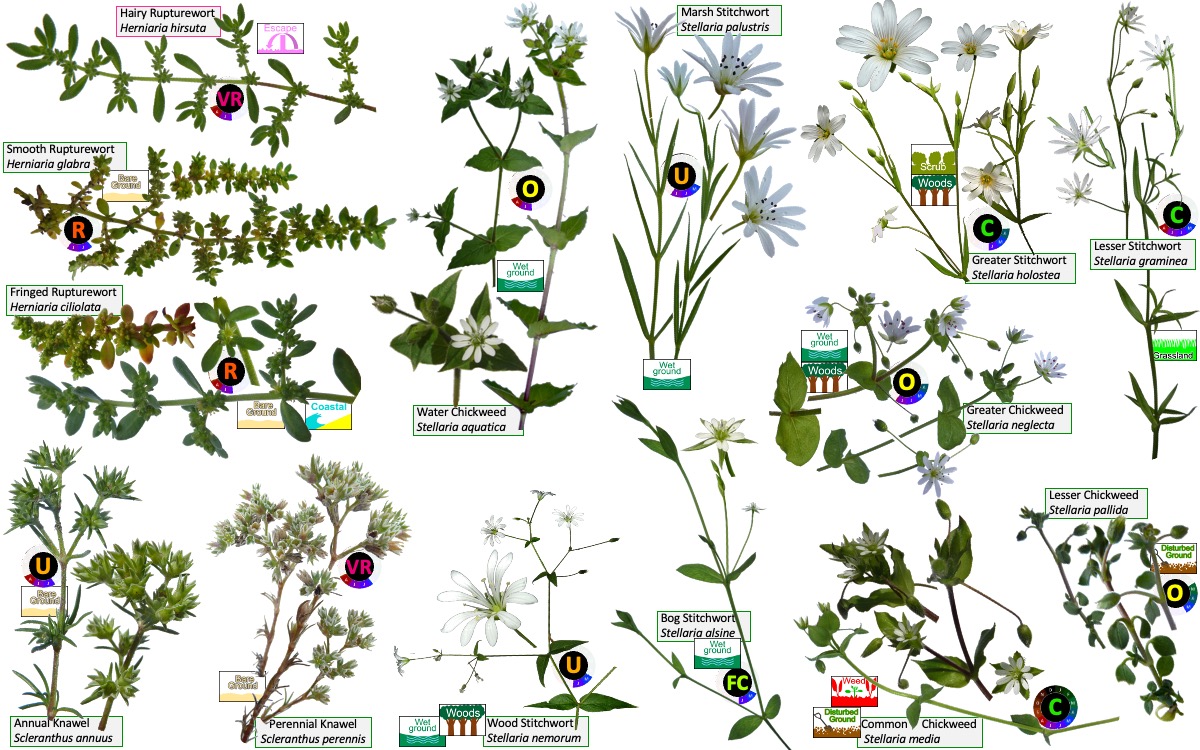 Hairy Rupturewort
Herniaria hirsuta
Escape
VR
Smooth Rupturewort
Herniaria glabra
Bare
Ground
R
Fringed Rupturewort
Herniaria ciliolata
R
Bare
Ground
Coastal
O
Wet
ground
Water Chickweed
Stellaria aquatica
Marsh Stitchwort
Stellaria palustris
U
Wet
ground
Scrub
Woods
C
Greater Stitchwort
Stellaria holostea
C
Lesser Stitchwort
Stellaria graminea
Grassland
Wet
ground
Woods
O
Greater Chickweed
Stellaria neglecta
U
Bare
Ground
Annual Knawel
Scleranthus annuus
VR
Bare
Ground
Perennial Knawel
Scleranthus perennis
U
Wet
ground
Woods
Wood Stitchwort
Stellaria nemorum
Bog Stitchwort
Stellaria alsine
Wet
ground
FC
Lesser Chickweed
Stellaria pallida
Disturbed
Ground
O
Weed
Disturbed
Ground
Common Chickweed
Stellaria media
C